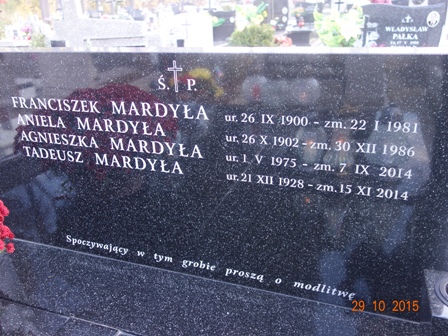 WŁADYSŁAW
PAŁKA
Ś. P.
FRANCISZEK MARDYŁA ur. 26 IX 1900 - zm. 22 I 1981
ANIELA MARDYŁA ur. 26 X 1902 - zm. 30 XII 1986
AGNIESZKA MARDYŁA ur. 1 V 1975 - zm. 7 IX 2014
TADEUSZ MARDYŁA ur. 21 XII 1928 - zm. 15 XI 2014
Spoczywający w tym grobie proszą o modlitwę
29 10 2015